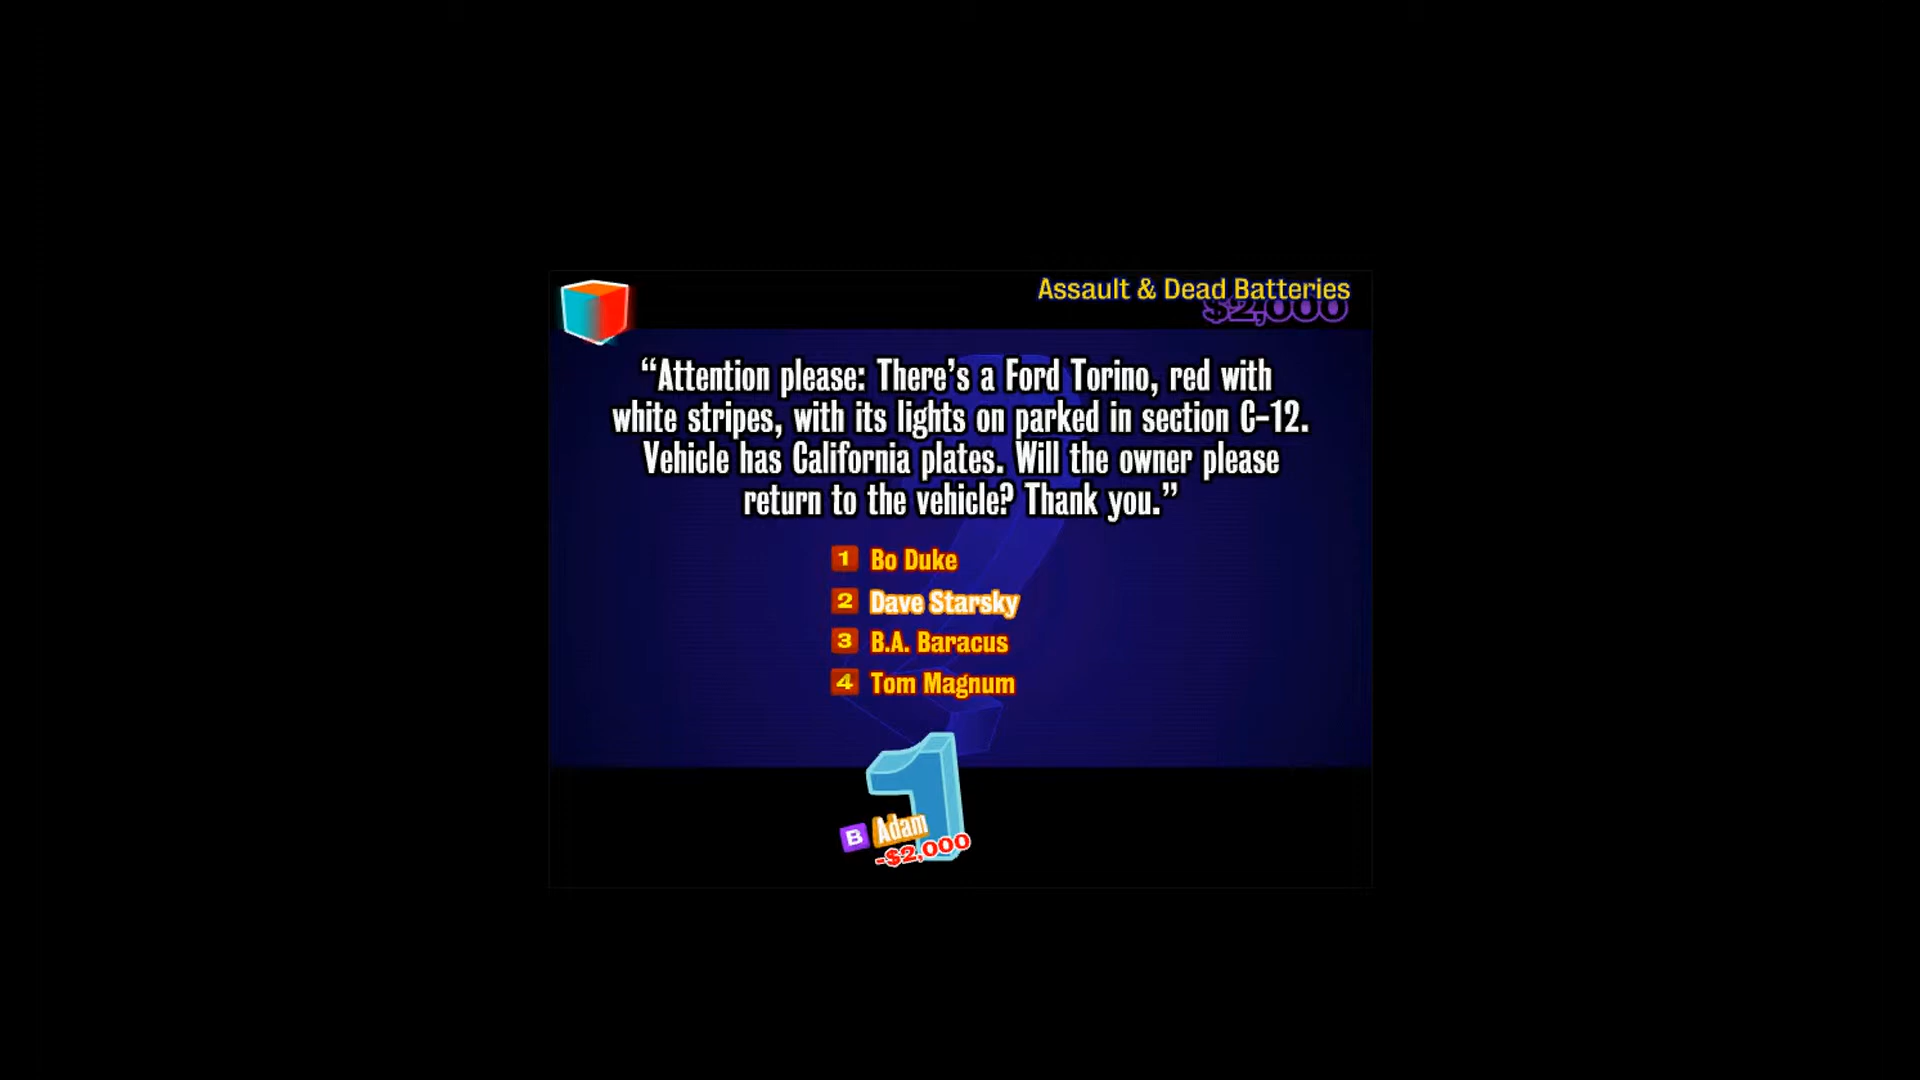 Assault & Dead Batteries
$2,000
“Attention please: There’s a Ford Torino, red with
white stripes, with its lights on parked in section C-12.
Vehicle has California plates. Will the owner please
return to the vehicle? Thank you.”
1 Bo Duke
2 Dave Starsky
3 B.A. Baracus
4 Tom Magnum
1
B Adam
-$2,000